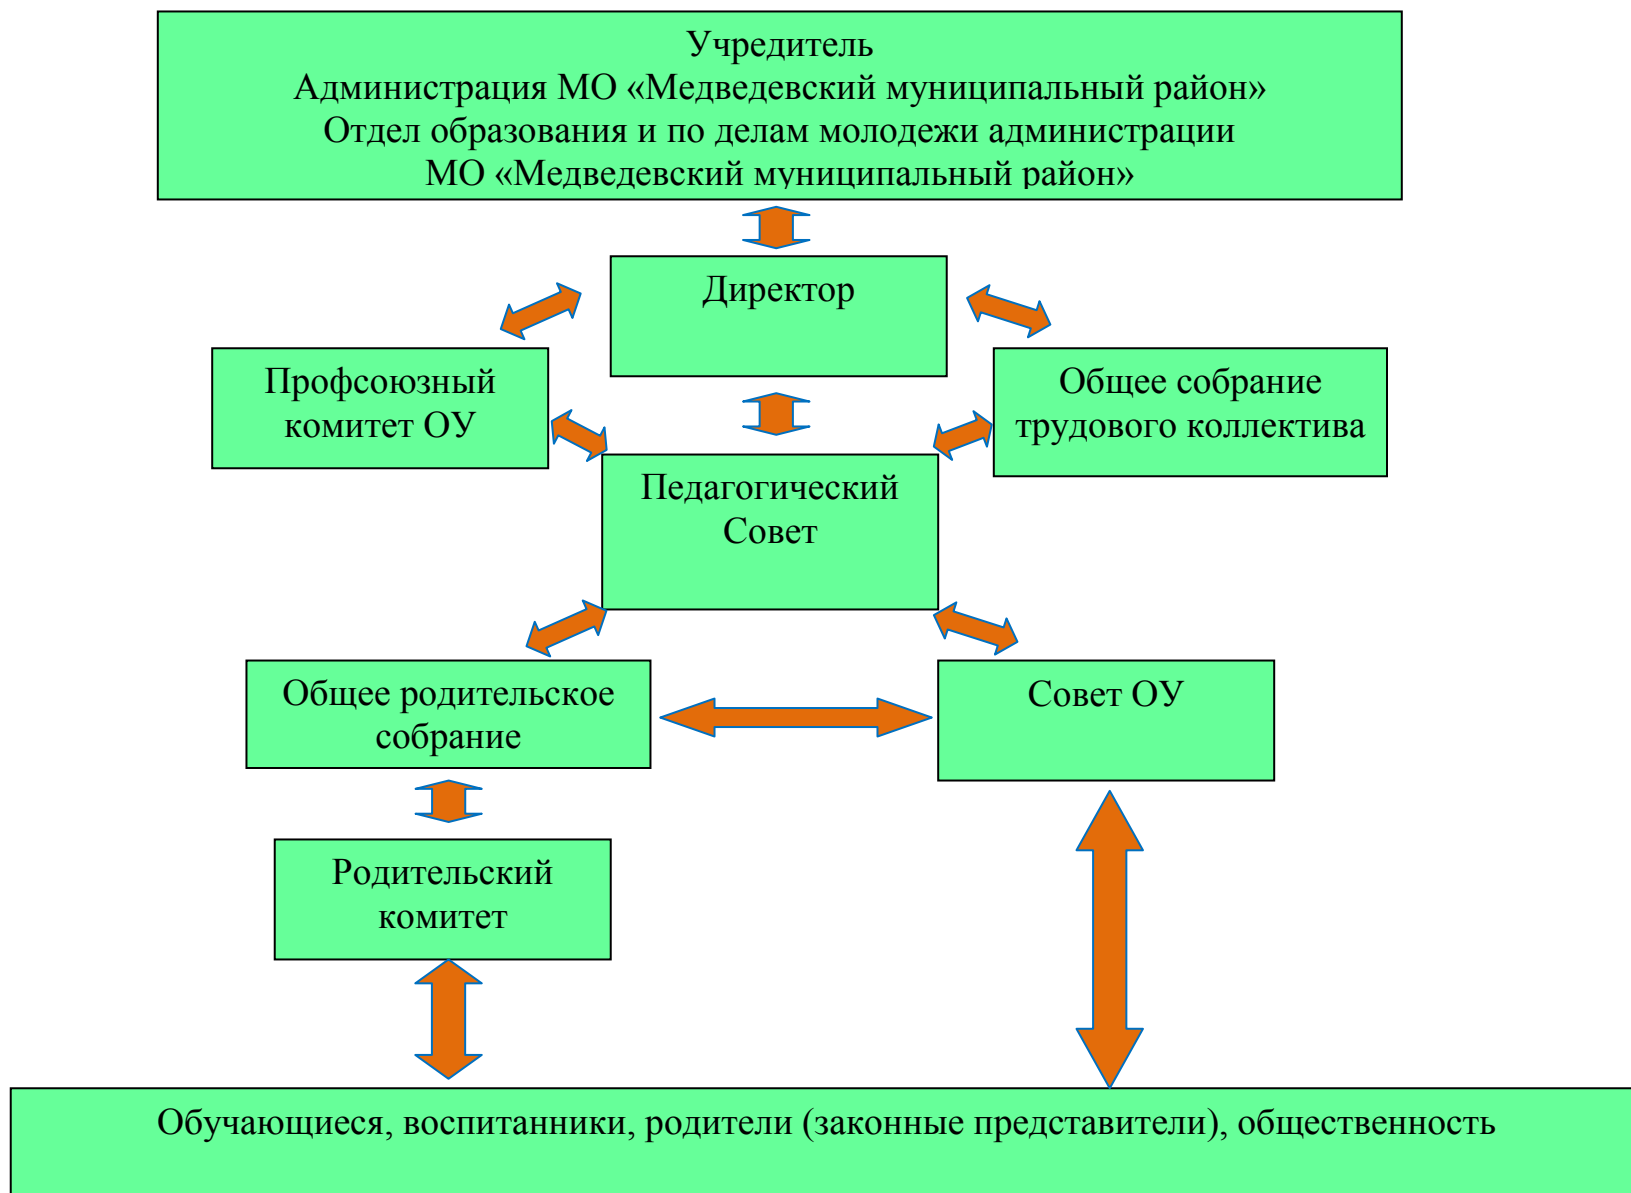 Учредитель
Администрация МО «Медведевский муниципальный район»
Отдел образования и по делам молодежи администрации
МО «Медведевский муниципальный район»
Директор
Профсоюзный
комитет ОУ
Общее собрание
трудового коллектива
Педагогический
Совет
Общее родительское
собрание
Совет ОУ
Родительский
комитет
Обучающиеся, воспитанники, родители (законные представители), общественность